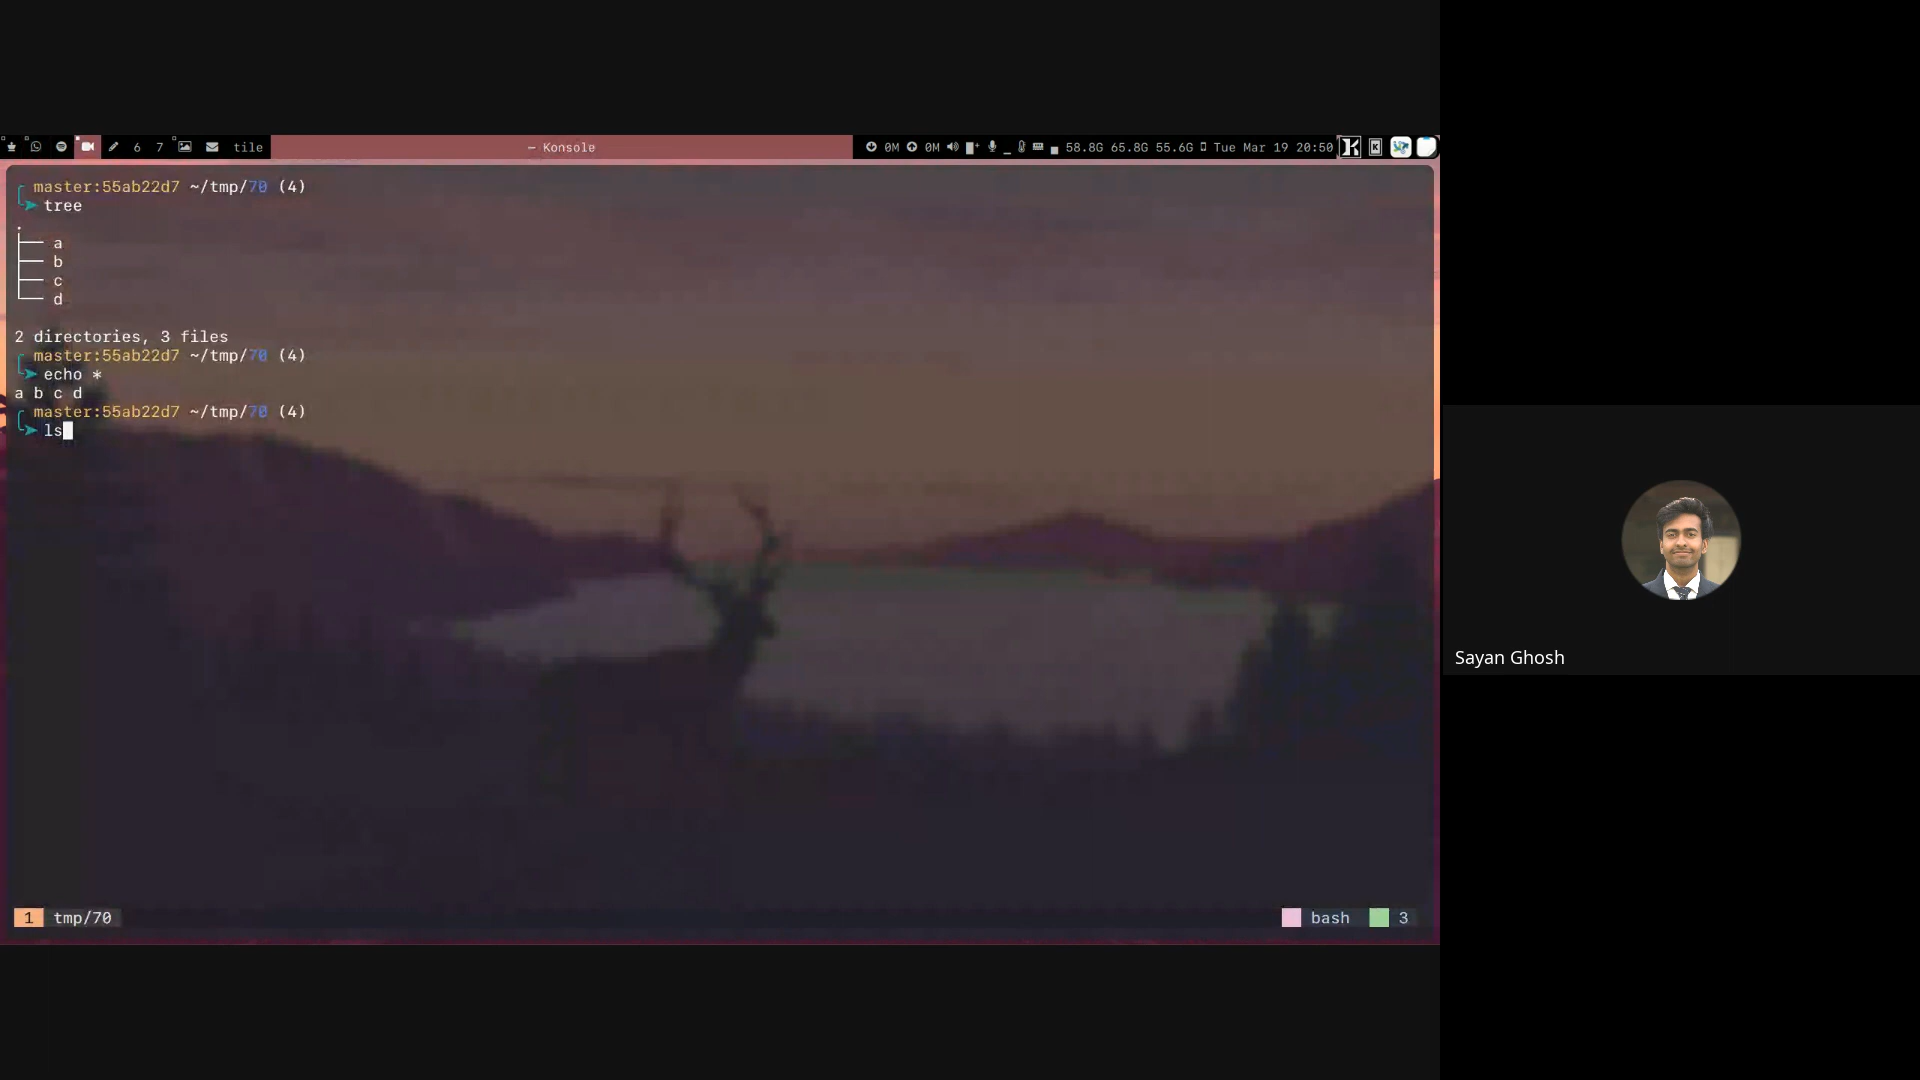 6 7 tile
— Konsole
0M 0M 58.8G 65.8G 55.6G Tue Mar 19 20:50
master:55ab22d7 ~/tmp/70 (4)
tree
.
├── a
├── b
├── c
└── d
2 directories, 3 files
master:55ab22d7 ~/tmp/70 (4)
echo *
a b c d
master:55ab22d7 ~/tmp/70 (4)
ls
1 tmp/70
bash 3
Sayan Ghosh